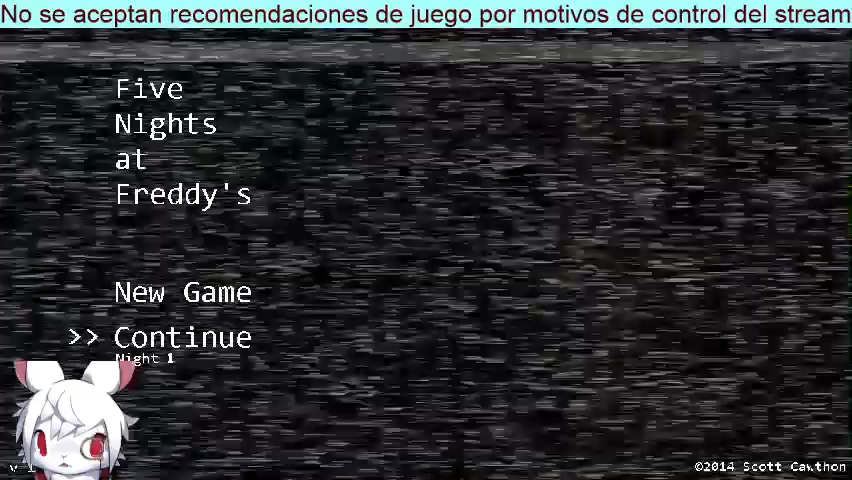 No se aceptan recomendaciones de juego por motivos de control del stream
Five
Nights
at
Freddy's
New Game
>> Continue
Night 1
©2014 Scott Cawthon